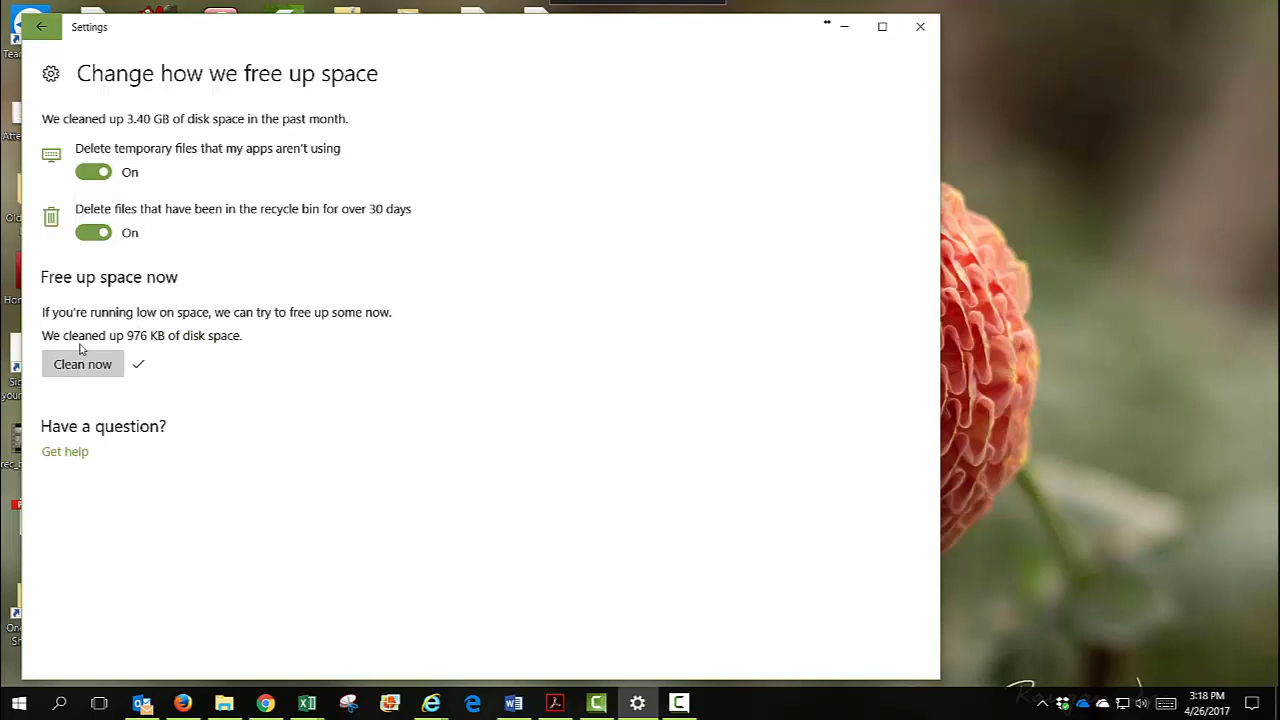 Settings
Change how we free up space
We cleaned up 3.40 GB of disk space in the past month.
Delete temporary files that my apps aren't using
On
Delete files that have been in the recycle bin for over 30 days
On
Free up space now
If you're running low on space, we can try to free up some now.
We cleaned up 976 KB of disk space.
Clean now
Have a question?
Get help
3:18 PM
4/26/2017